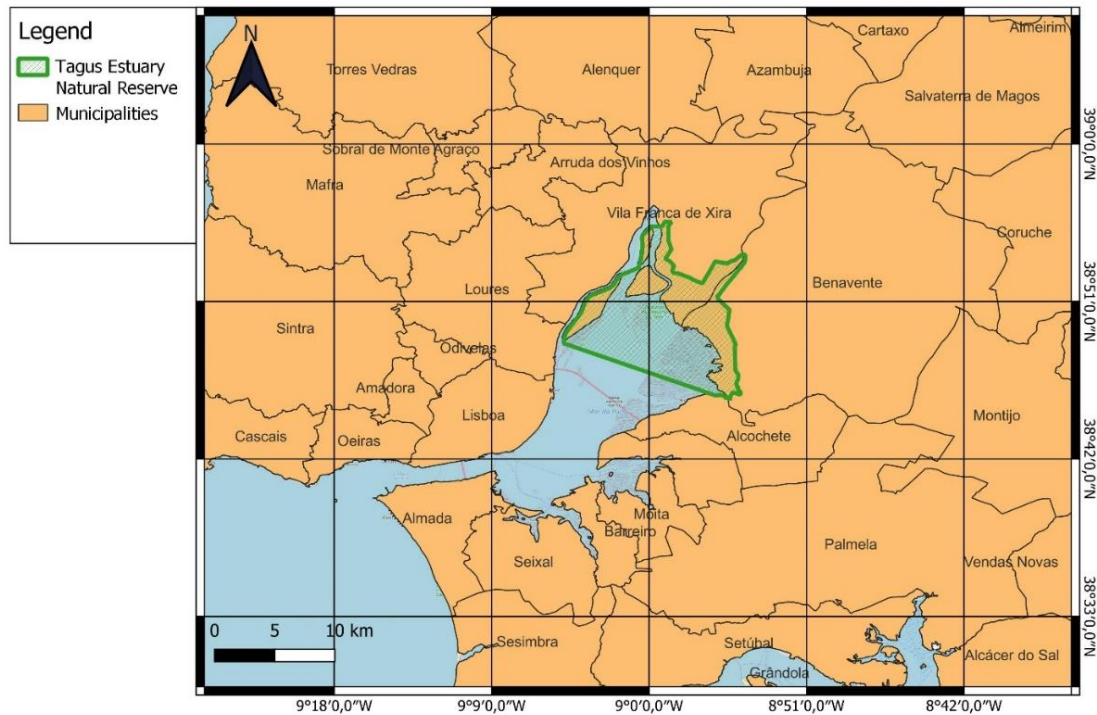 Legend
Tagus Estuary
Natural Reserve
Municipalities
N
Cartaxo
Almeirim
Torres Vedras
Alenquer
Azambuja
Salvaterra de Magos
39°0'0,0"N
Sobral de Monte Agraço
Arruda dos Vinhos
Mafra
Vila Franca de Xira
Coruche
Benavente
Loures
38°51'0,0"N
Sintra
Odivelas
Amadora
Lisboa
Montijo
Cascais
Oeiras
Alcochete
38°42'0,0"N
Almada
Moita
Barreiro
Palmela
Seixal
Vendas Novas
38°33'0,0"N
0 5 10 km
Sesimbra
Setúbal
Alcácer do Sal
Grândola
9°18'0,0"W
9°9'0,0"W
9°0'0,0"W
8°51'0,0"W
8°42'0,0"W